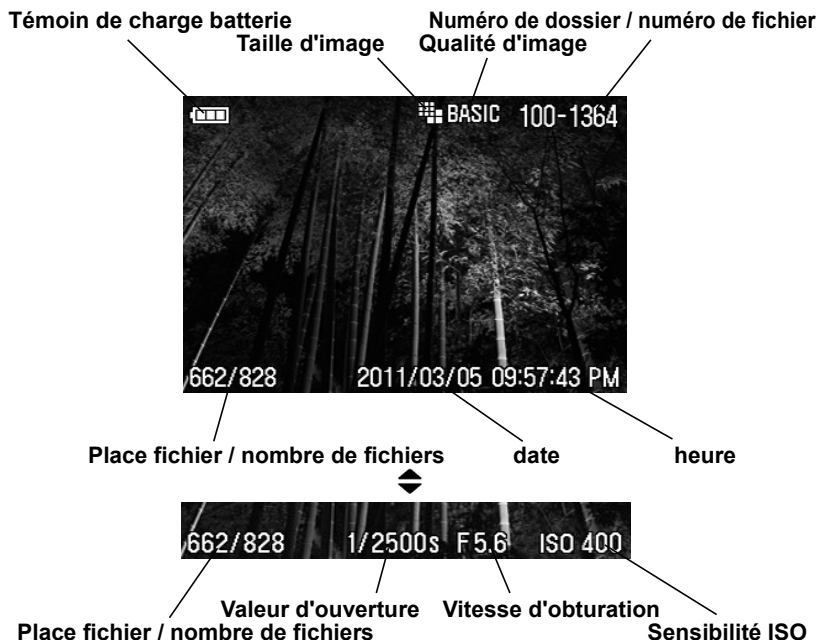 Témoin de charge batterie
Numéro de dossier / numéro de fichier
Taille d'image
Qualité d'image
BASIC 100-1364
662/828 2011/03/05 09:57:43 PM
Place fichier / nombre de fichiers
date
heure
662/828 1/2500s F5.6 ISO 400
Valeur d'ouverture
Vitesse d'obturation
Place fichier / nombre de fichiers
Sensibilité ISO